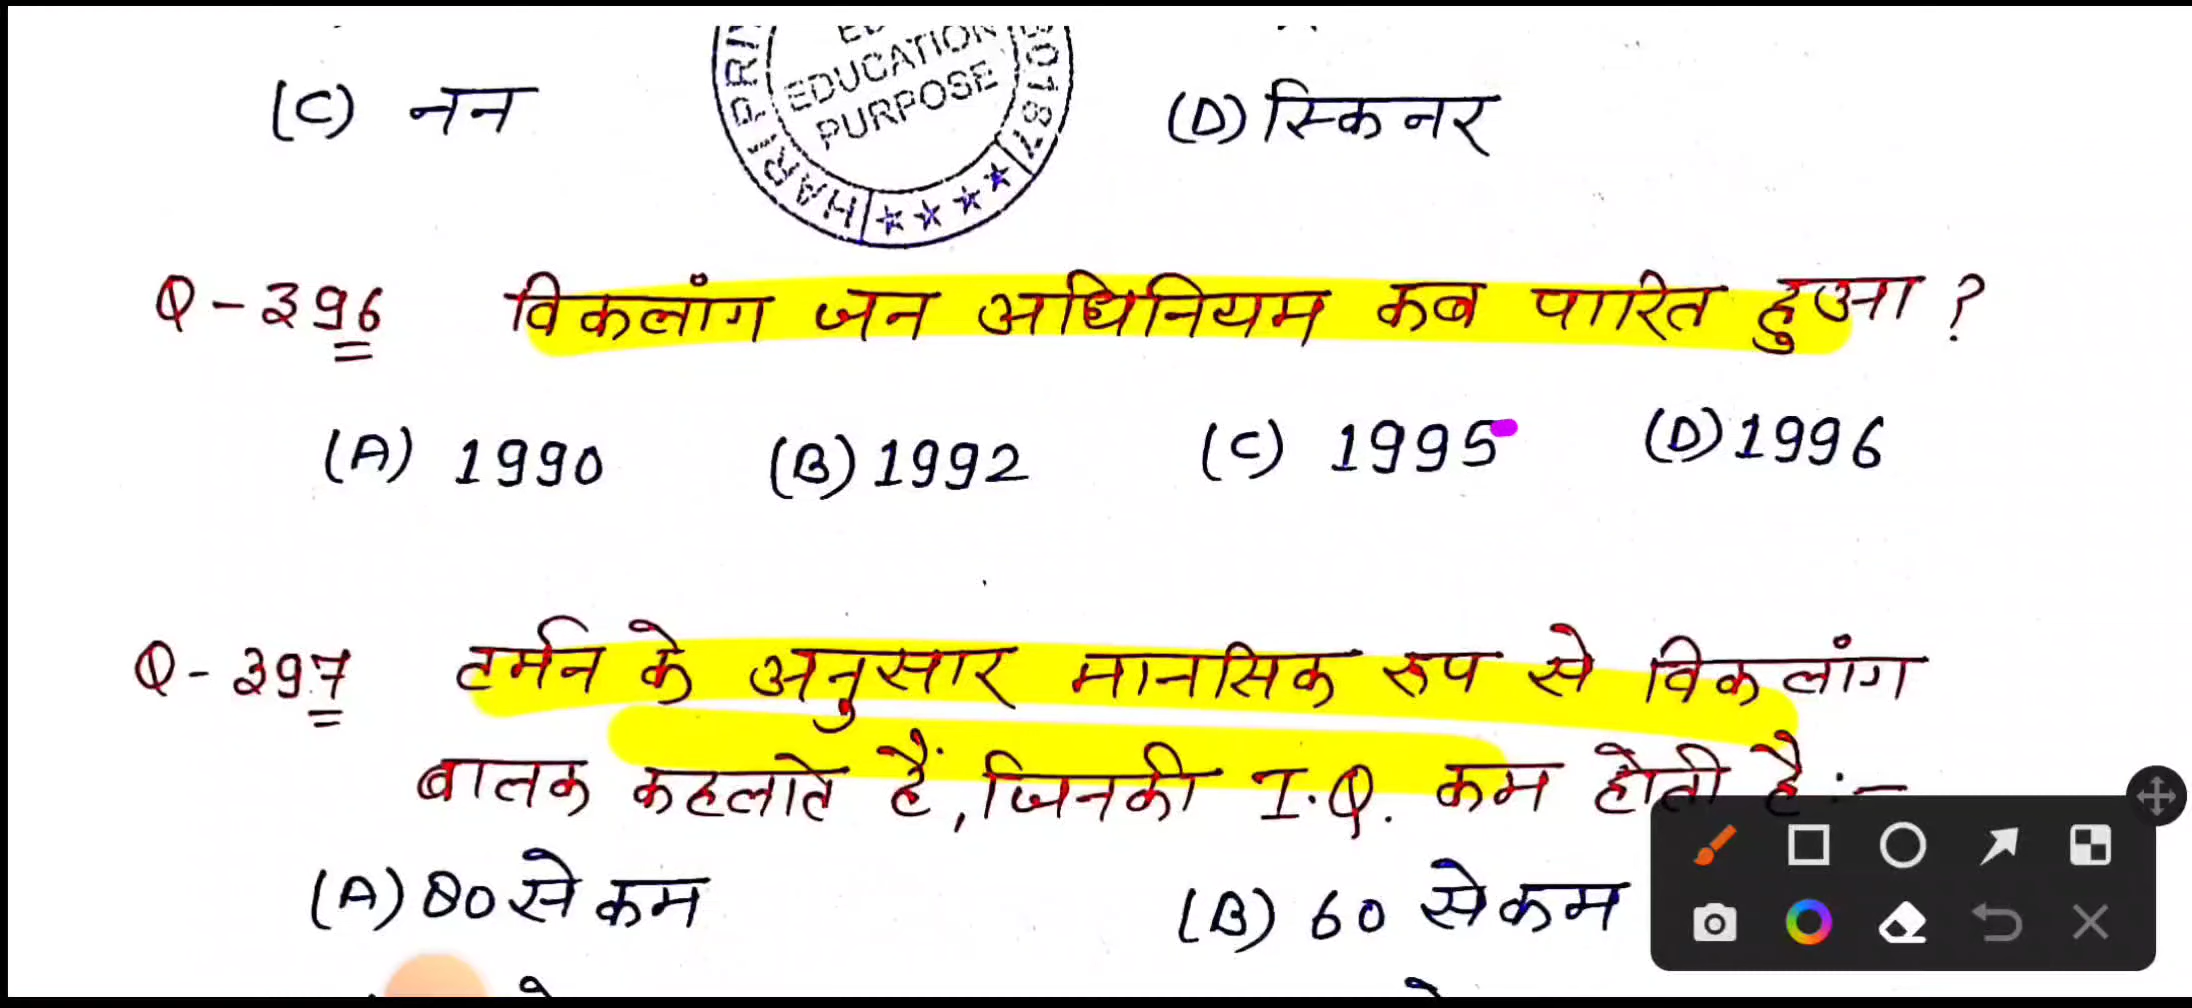 EDUCATION
PURPOSE
(C) नन
(D) स्किनर
Q-396 विकलांग जन अधिनियम कब पारित हुआ ?
(A) 1990 (B) 1992 (C) 1995 (D) 1996
Q-397 टर्मन के अनुसार मानसिक रूप से विकलांग
बालक कहलाते हैं, जिनकी I.Q. कम होती है :-
(A) 80 से कम (B) 60 से कम